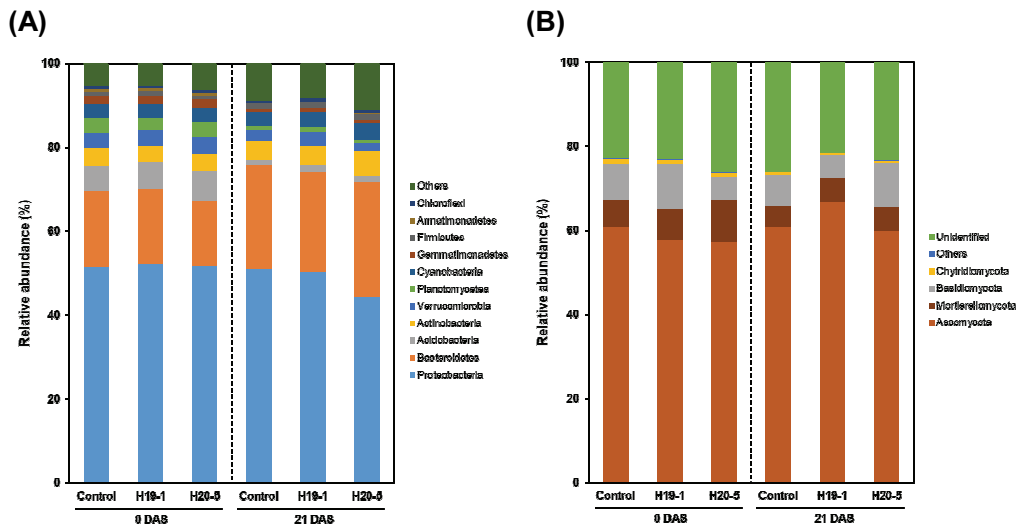 (A)
Relative abundance (%)
100
80
60
40
20
0
Control H19-1 H20-5 Control H19-1 H20-5
0 DAS 21 DAS
Others
Chloroflexi
Armatimonadetes
Firmicutes
Gemmatimonadetes
Cyanobacteria
Planctomycetes
Verrucomicrobia
Actinobacteria
Acidobacteria
Bacteroidetes
Proteobacteria
(B)
Relative abundance (%)
100
80
60
40
20
0
Control H19-1 H20-5 Control H19-1 H20-5
0 DAS 21 DAS
Unidentified
Others
Chytridiomycota
Basidiomycota
Mortierellomycota
Ascomycota